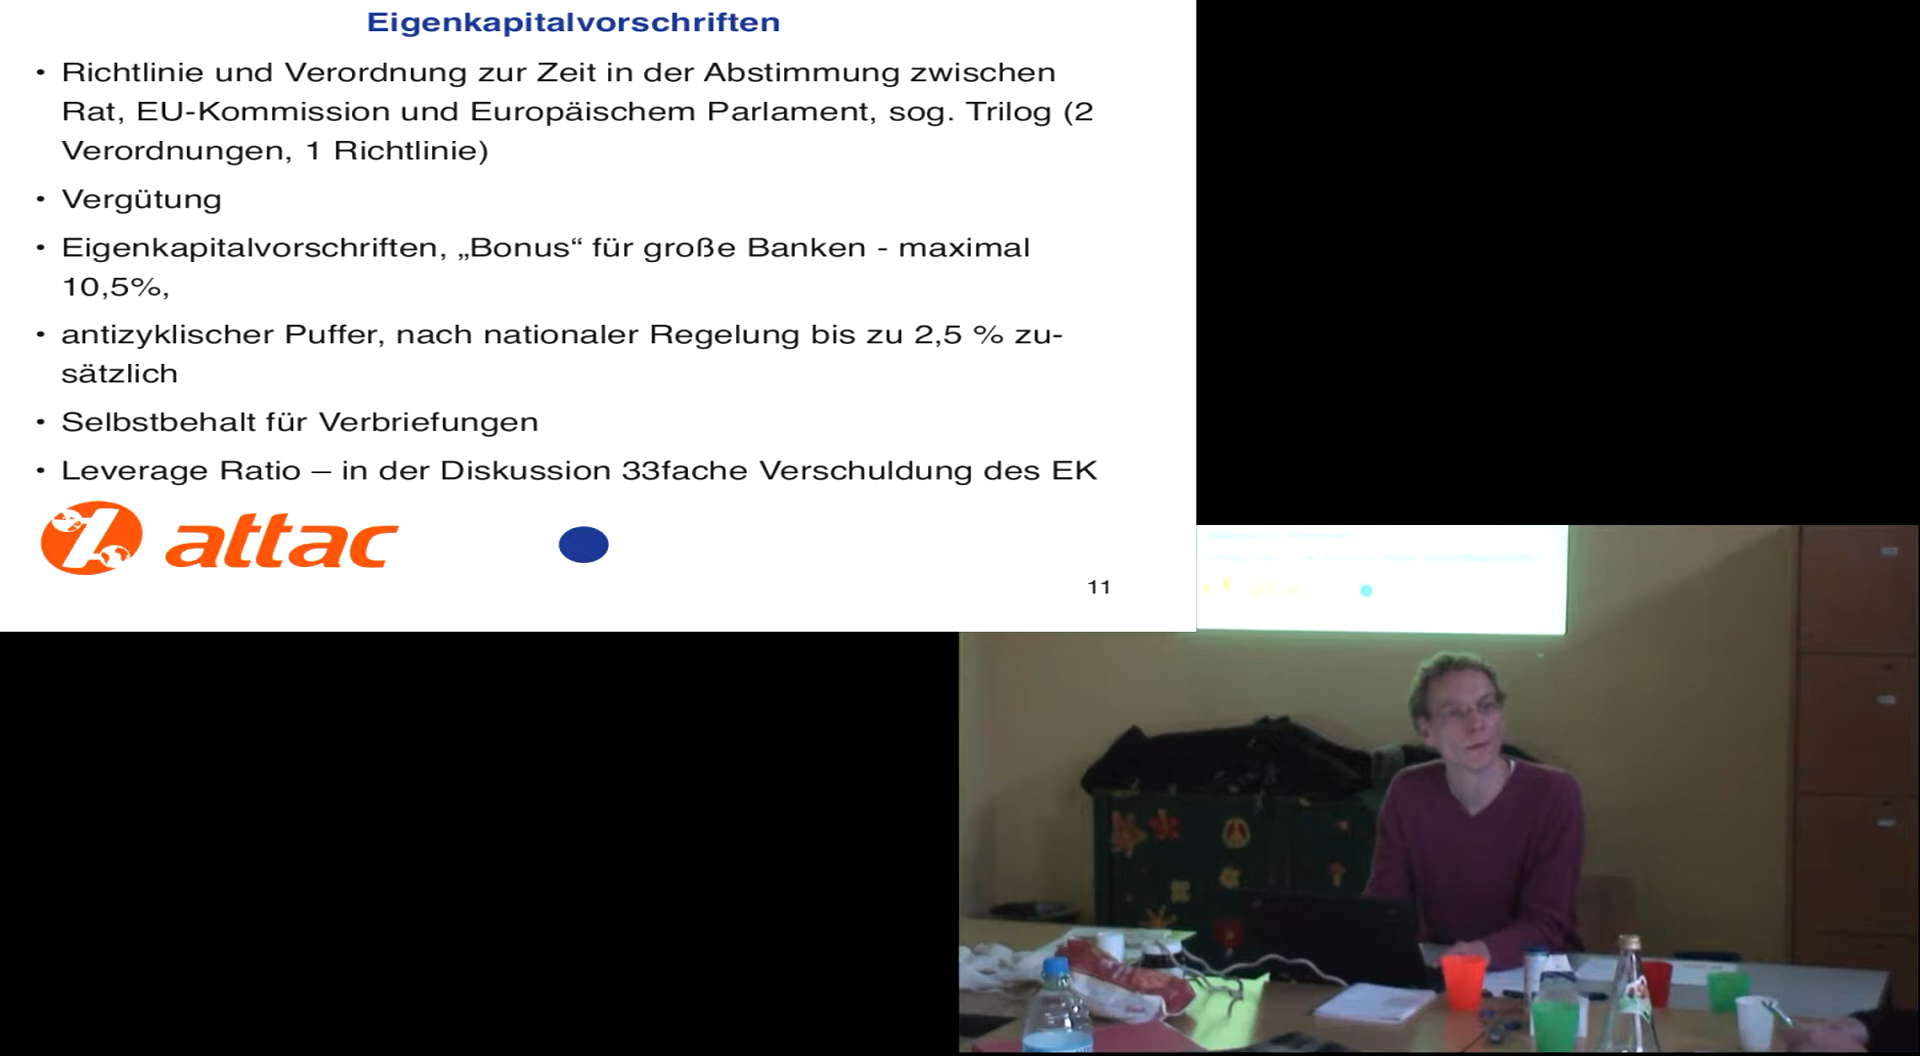 Eigenkapitalvorschriften
• Richtlinie und Verordnung zur Zeit in der Abstimmung zwischen
Rat, EU-Kommission und Europäischem Parlament, sog. Trilog (2
Verordnungen, 1 Richtlinie)
• Vergütung
• Eigenkapitalvorschriften, „Bonus“ für große Banken - maximal
10,5%,
• antizyklischer Puffer, nach nationaler Regelung bis zu 2,5 % zu-
sätzlich
• Selbstbehalt für Verbriefungen
• Leverage Ratio – in der Diskussion 33fache Verschuldung des EK
attac
11